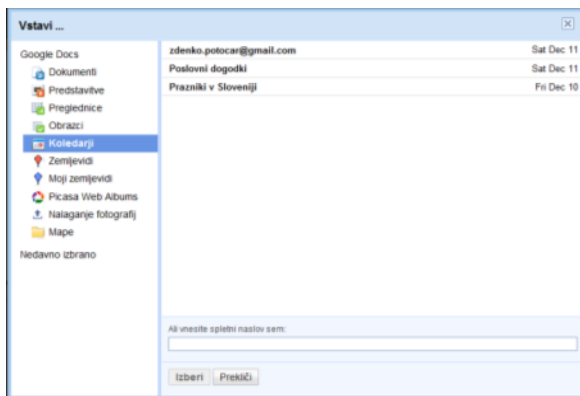 Vstavi ...
Google Docs
Dokumenti
Predstavitve
Preglednice
Obrazci
Koledarji
Zemljevidi
Moji zemljevidi
Picasa Web Albums
Nalaganje fotografij
Mape
Nedavno izbrano
zdenko.potocar@gmail.com Sat Dec 11
Poslovni dogodki Sat Dec 11
Prazniki v Sloveniji Fri Dec 10
Ali vnesite spletni naslov sem:
Izberi Prekliči